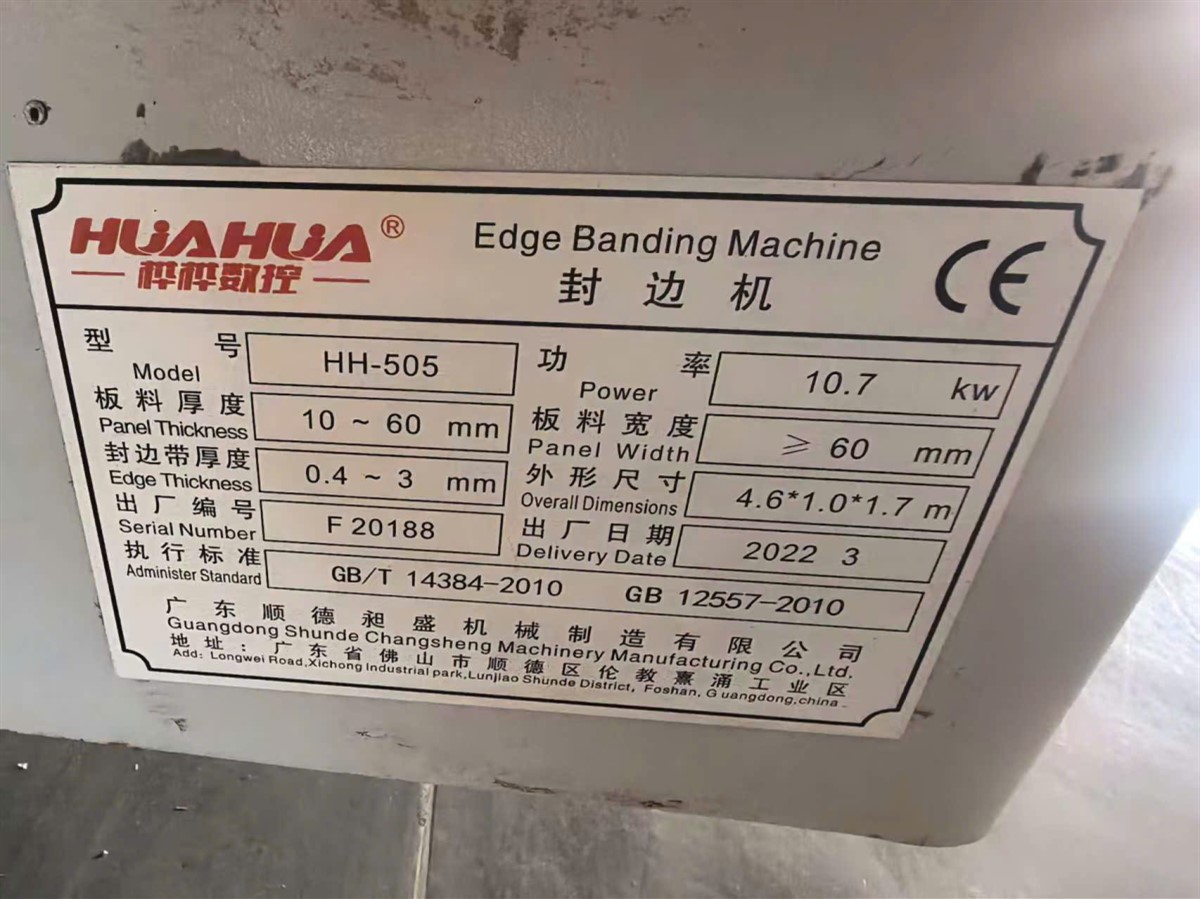 HUAHUA®
桦桦数控
Edge Banding Machine
封边机
CE
型号 HH-505 功率 10.7 kw
Model Power
板料厚度 10 ~ 60 mm 板料宽度 ≥ 60 mm
Panel Thickness Panel Width
封边带厚度 0.4 ~ 3 mm 外形尺寸 4.6*1.0*1.7 m
Edge Thickness Overall Dimensions
出厂编号 F 20188 出厂日期 2022 3
Serial Number Delivery Date
执行标准 GB/T 14384-2010 GB 12557-2010
Administer Standard
广东顺德昶盛机械制造有限公司
Guangdong Shunde Changsheng Machinery Manufacturing Co.,Ltd.
地址：广东省佛山市顺德区伦教熹涌工业区
Add: Longwei Road,Xichong Industrial park,Lunjiao Shunde District, Foshan, Guangdong,china